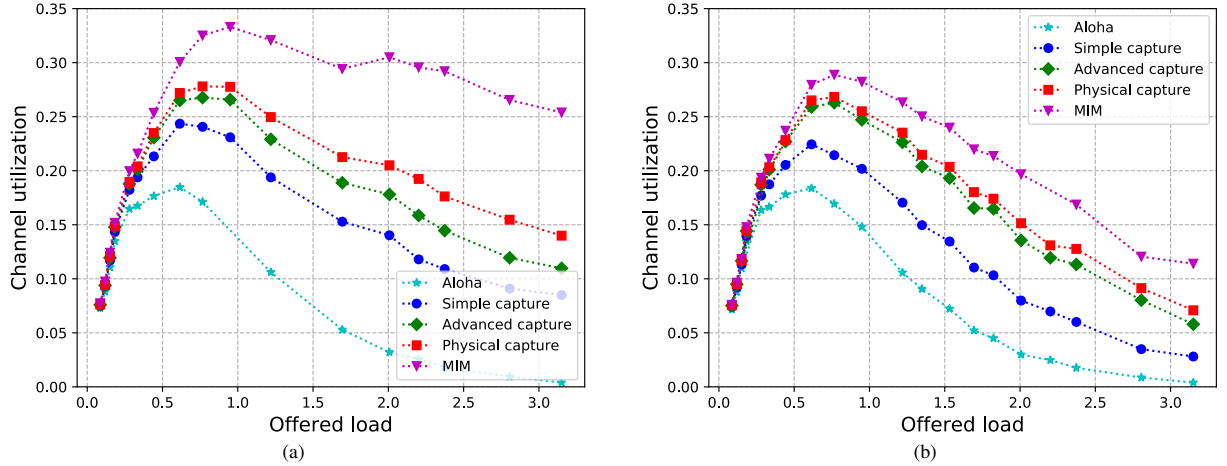 0.35
0.30
0.25
0.20
0.15
0.10
0.05
0.00
Channel utilization
0.0 0.5 1.0 1.5 2.0 2.5 3.0
Offered load
Aloha
Simple capture
Advanced capture
Physical capture
MIM
(a)
0.35
0.30
0.25
0.20
0.15
0.10
0.05
0.00
Channel utilization
0.0 0.5 1.0 1.5 2.0 2.5 3.0
Offered load
Aloha
Simple capture
Advanced capture
Physical capture
MIM
(b)